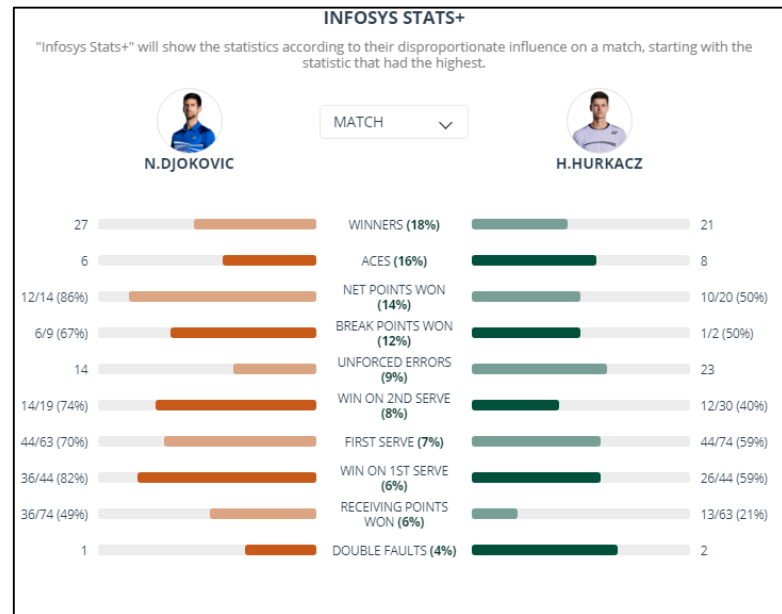 INFOSYS STATS+
"Infosys Stats+" will show the statistics according to their disproportionate influence on a match, starting with the
statistic that had the highest.
MATCH
N.DJOKOVIC
H.HURKACZ
27 WINNERS (18%) 21
6 ACES (16%) 8
12/14 (86%) NET POINTS WON
(14%) 10/20 (50%)
6/9 (67%) BREAK POINTS WON
(12%) 1/2 (50%)
14 UNFORCED ERRORS
(9%) 23
14/19 (74%) WIN ON 2ND SERVE
(8%) 12/30 (40%)
44/63 (70%) FIRST SERVE (7%) 44/74 (59%)
36/44 (82%) WIN ON 1ST SERVE
(6%) 26/44 (59%)
36/74 (49%) RECEIVING POINTS
WON (6%) 13/63 (21%)
1 DOUBLE FAULTS (4%) 2